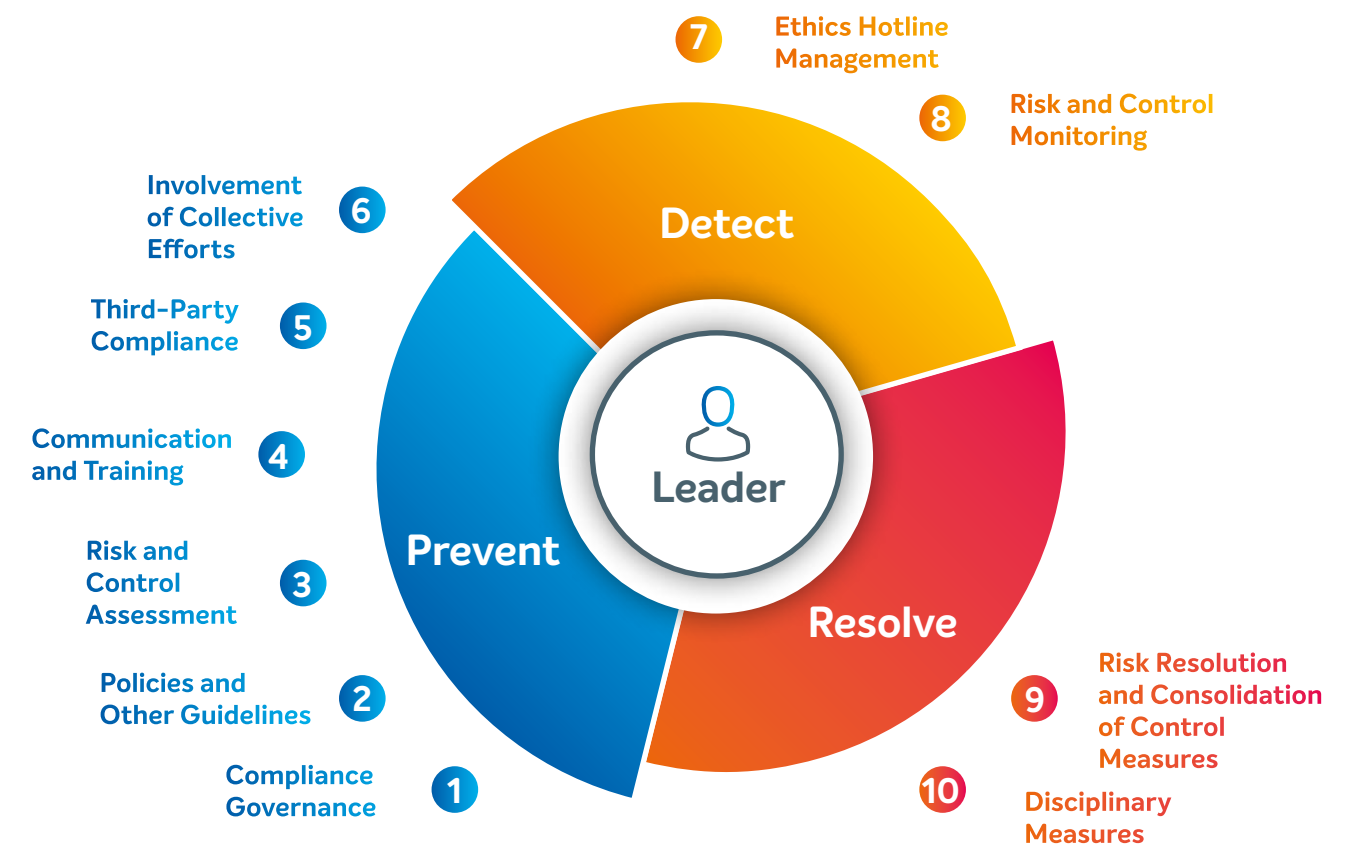 7
Ethics Hotline
Management
8
Risk and Control
Monitoring
Detect
6
Involvement
of Collective
Efforts
5
Third-Party
Compliance
4
Communication
and Training
3
Risk and
Control
Assessment
2
Policies and
Other Guidelines
1
Compliance
Governance
Prevent
Leader
Resolve
9
Risk Resolution
and Consolidation
of Control
Measures
10
Disciplinary
Measures